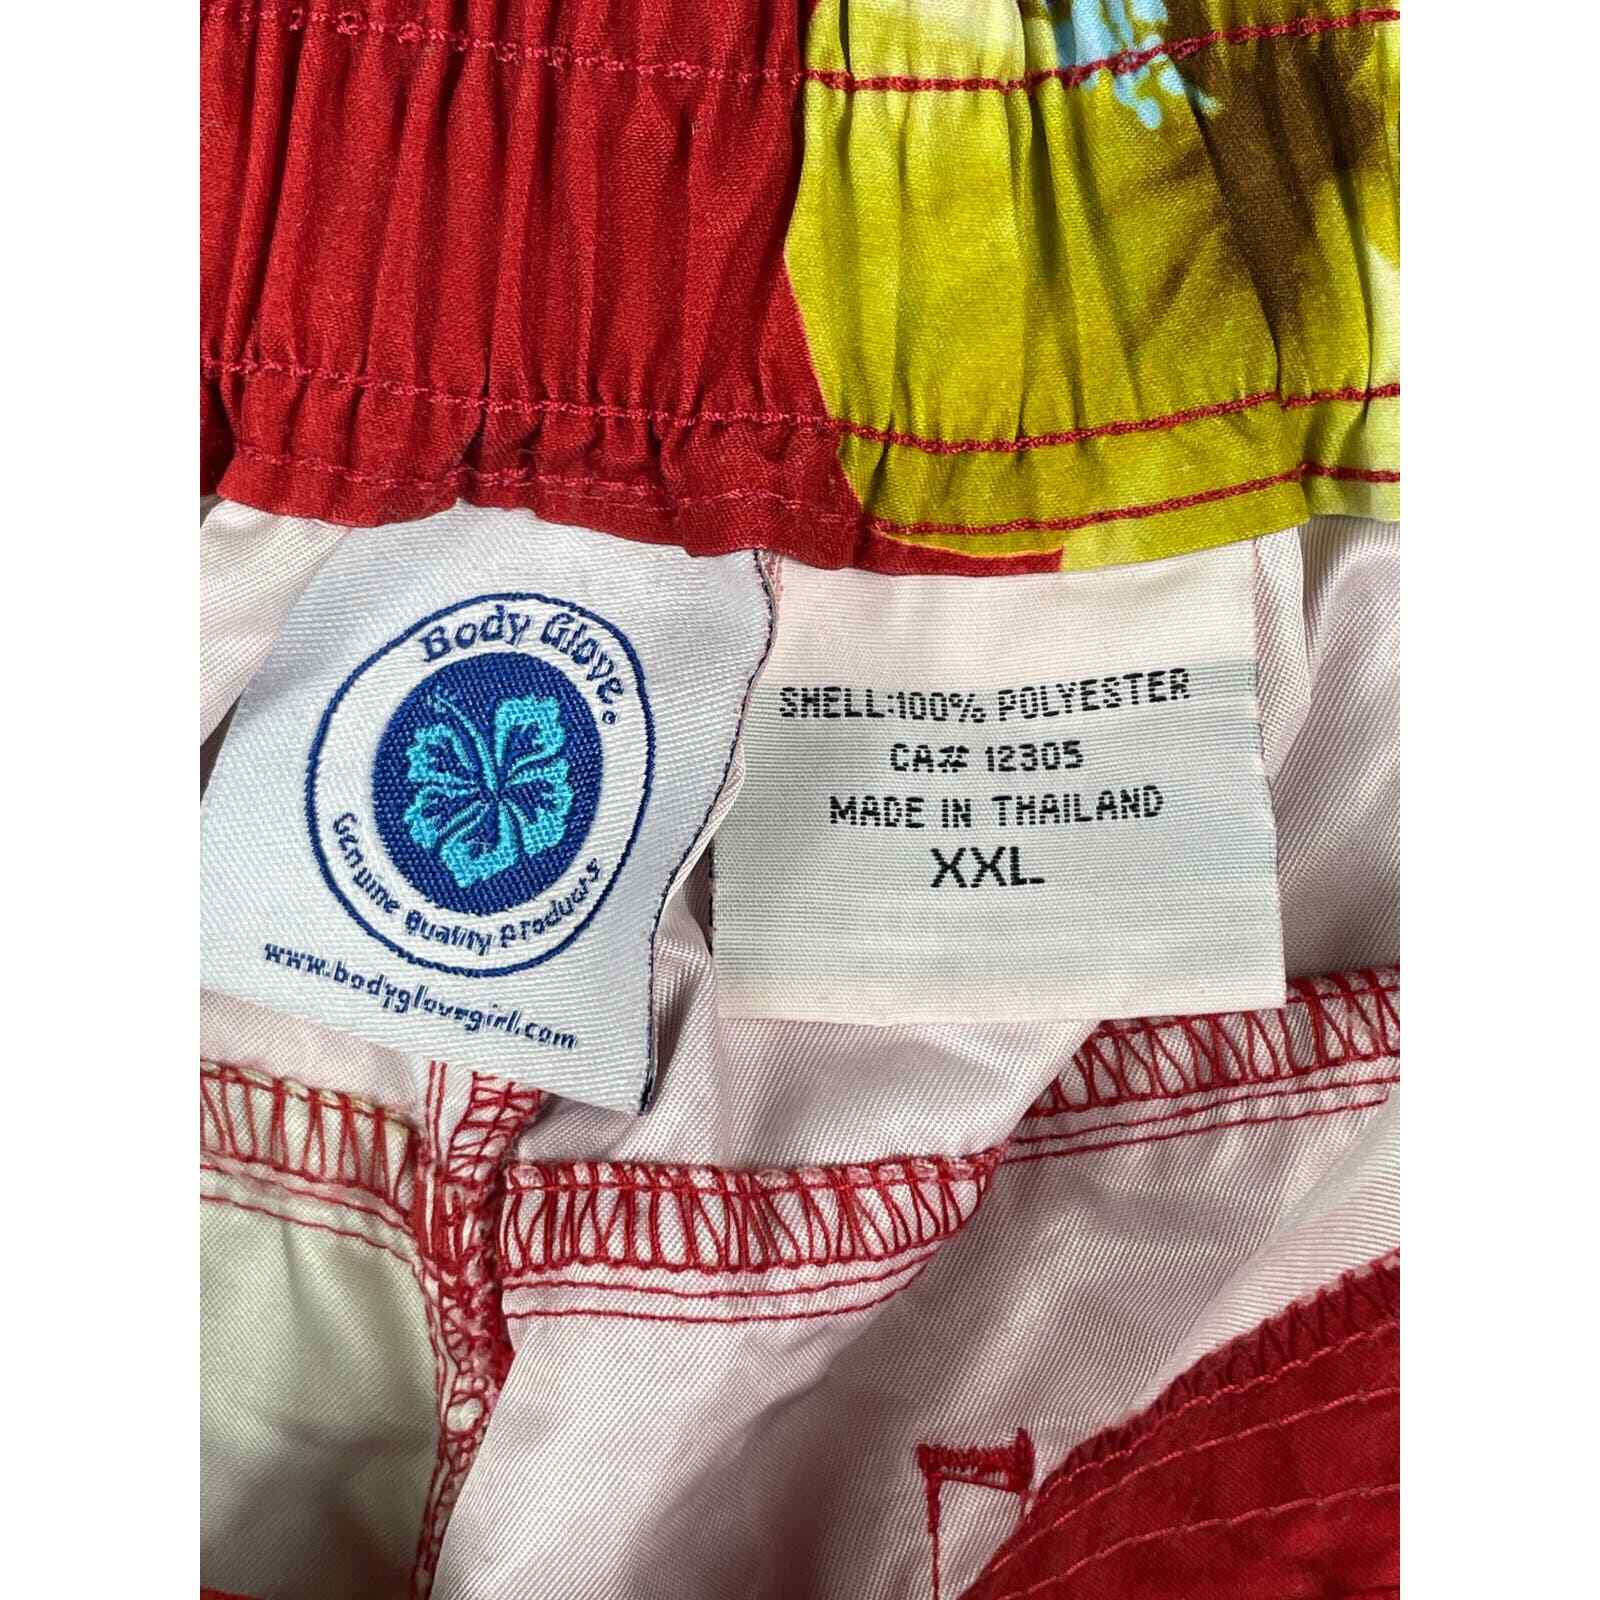 Body Glove®
Genuine Quality Products
www.bodyglovegirl.com
SHELL:100% POLYESTER
CA# 12305
MADE IN THAILAND
XXL